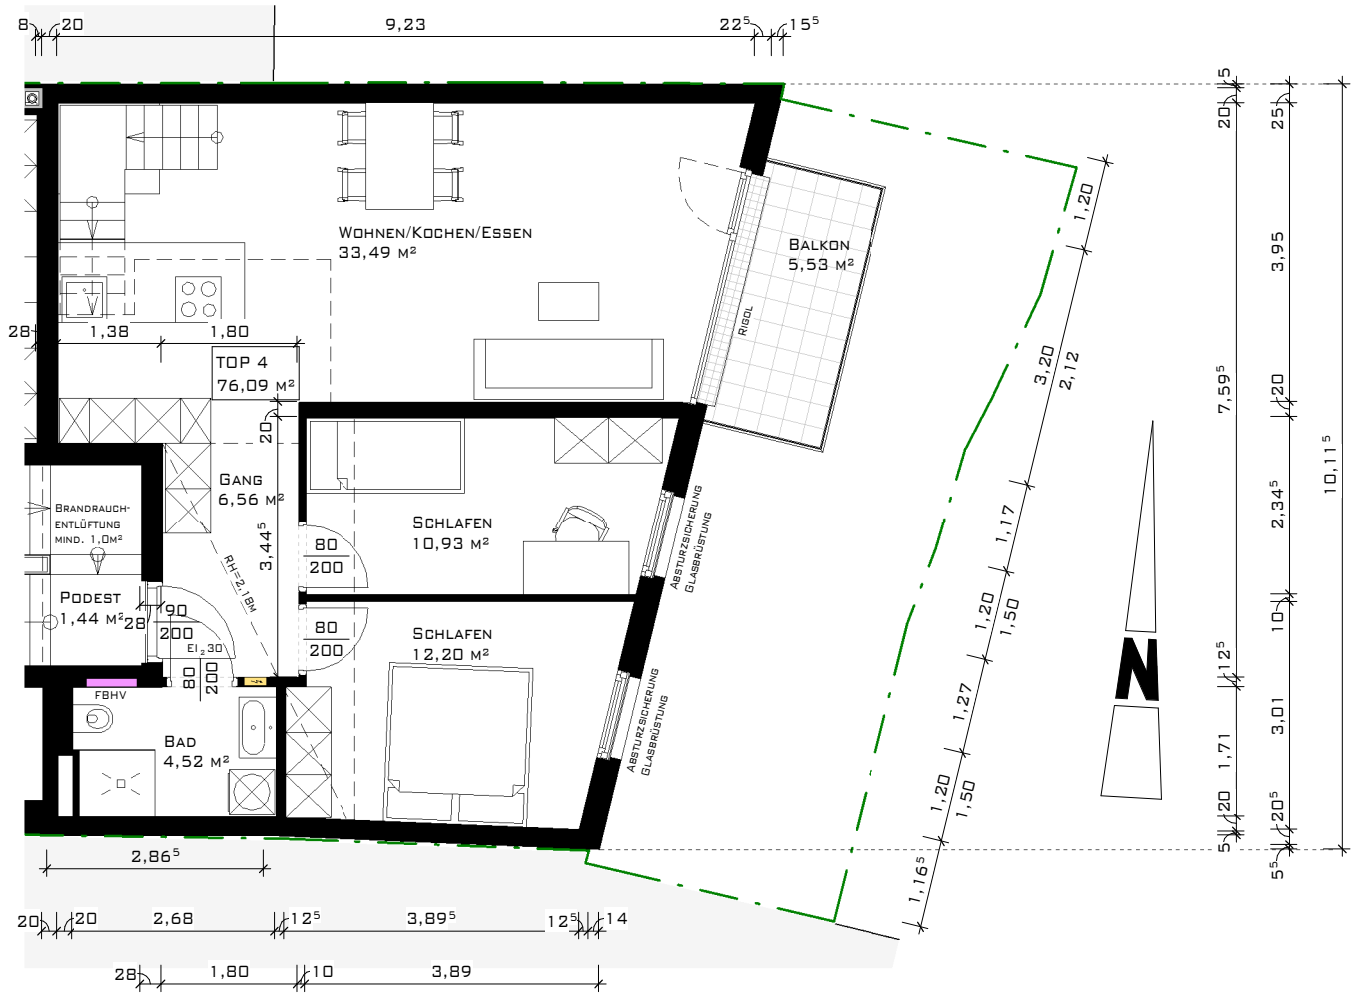 8
20
9,23
22⁵
15⁵
5
20
25
1,20
WOHNEN/KOCHEN/ESSEN
33,49 M²
BALKON
5,53 M²
3,95
RIGOL
28
1,38
1,80
TOP 4
76,09 M²
3,20
2,12
7,59⁵
20
10,11⁵
20
GANG
6,56 M²
BRANDRAUCH-
ENTLÜFTUNG
MIND. 1,0M²
SCHLAFEN
10,93 M²
ABSTURZSICHERUNG
GLASBRÜSTUNG
2,34⁵
1,17
3,44⁵
80
200
RH=2,18M
PODEST
1,44 M²
28
90
200
EI₂30
80
200
80
200
SCHLAFEN
12,20 M²
1,20
1,50
10
N
FBHV
BAD
4,52 M²
ABSTURZSICHERUNG
GLASBRÜSTUNG
1,27
12⁵
3,01
1,71
1,20
1,50
20
20⁵
5
5⁵
2,86⁵
1,16⁵
20
20
2,68
12⁵
3,89⁵
12⁵
14
28
1,80
10
3,89